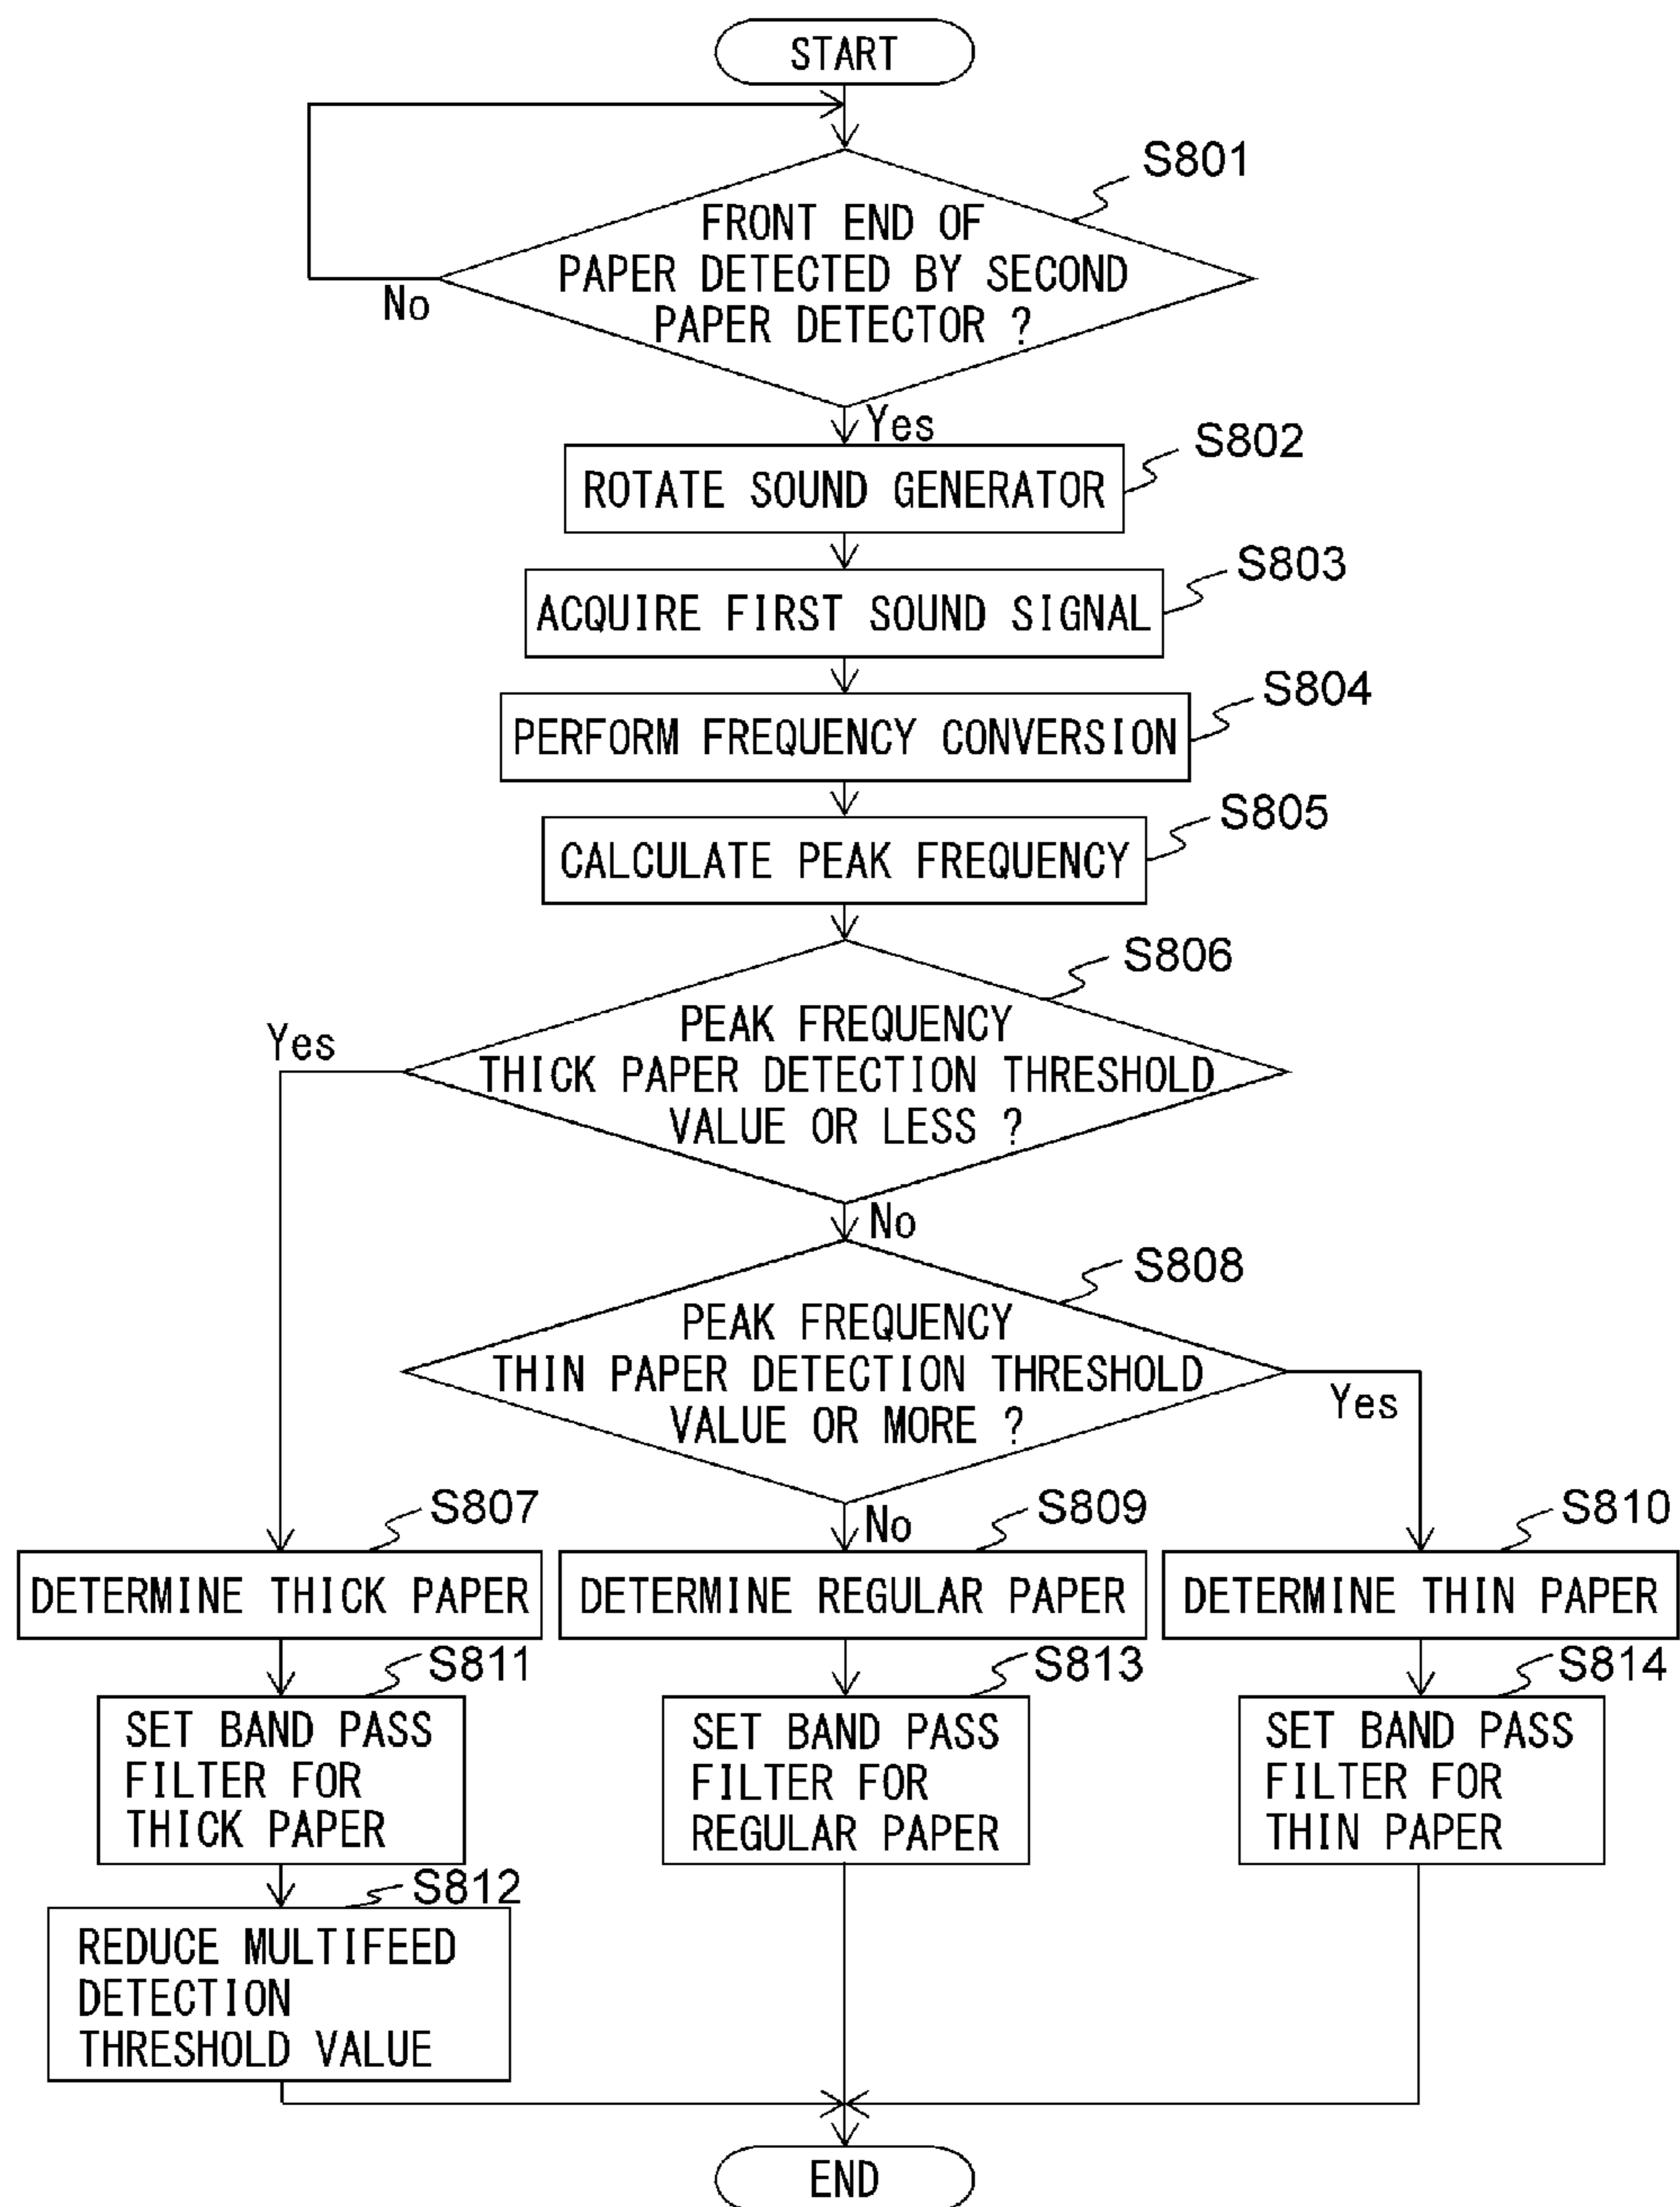 START
S801
FRONT END OF
PAPER DETECTED BY SECOND
PAPER DETECTOR ?
No
Yes
S802
ROTATE SOUND GENERATOR
S803
ACQUIRE FIRST SOUND SIGNAL
S804
PERFORM FREQUENCY CONVERSION
S805
CALCULATE PEAK FREQUENCY
S806
PEAK FREQUENCY
THICK PAPER DETECTION THRESHOLD
VALUE OR LESS ?
Yes
No
S808
PEAK FREQUENCY
THIN PAPER DETECTION THRESHOLD
VALUE OR MORE ?
Yes
No
S807
DETERMINE THICK PAPER
S809
DETERMINE REGULAR PAPER
S810
DETERMINE THIN PAPER
S811
SET BAND PASS
FILTER FOR
THICK PAPER
S813
SET BAND PASS
FILTER FOR
REGULAR PAPER
S814
SET BAND PASS
FILTER FOR
THIN PAPER
S812
REDUCE MULTIFEED
DETECTION
THRESHOLD VALUE
END